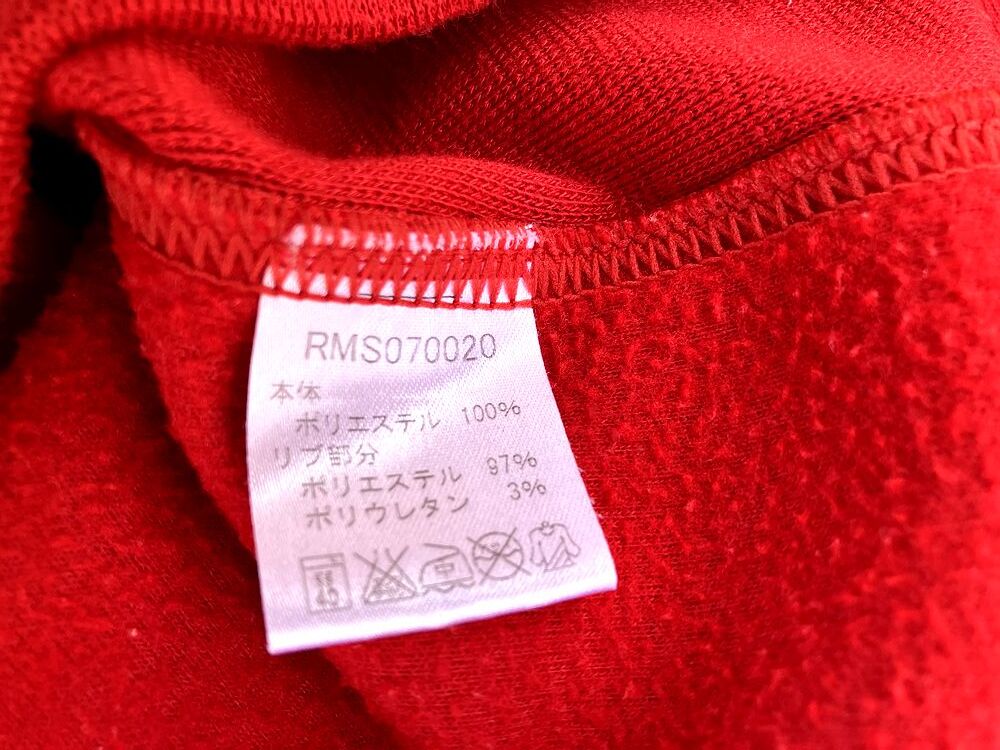 RMS070020
本体
ポリエステル 100%
リブ部分
ポリエステル 97%
ポリウレタン 3%